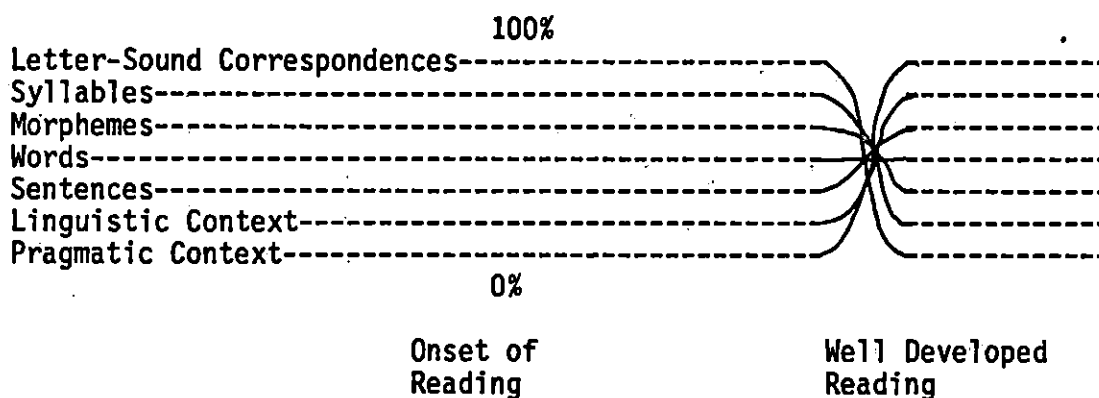 100%
Letter-Sound Correspondences
Syllables
Morphemes
Words
Sentences
Linguistic Context
Pragmatic Context
0%
Onset of Well Developed
Reading Reading